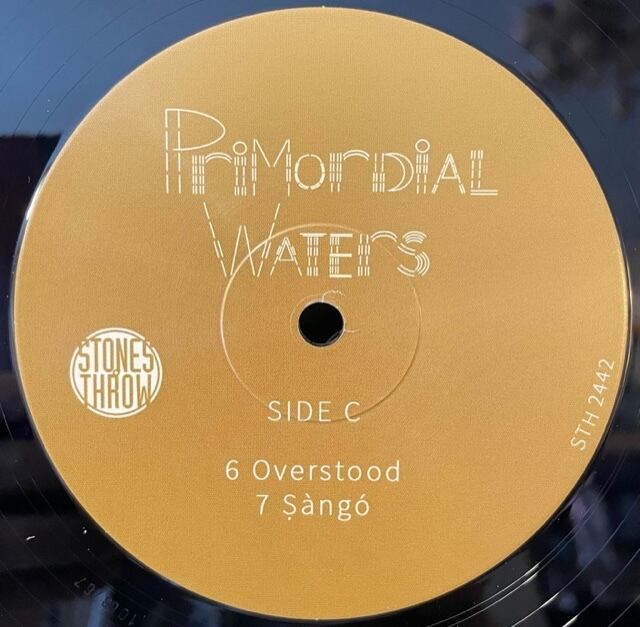 PriMordial
Waters
STONES
THROW
SIDE C
STH 2442
6 Overstood
7 Ṣàngó